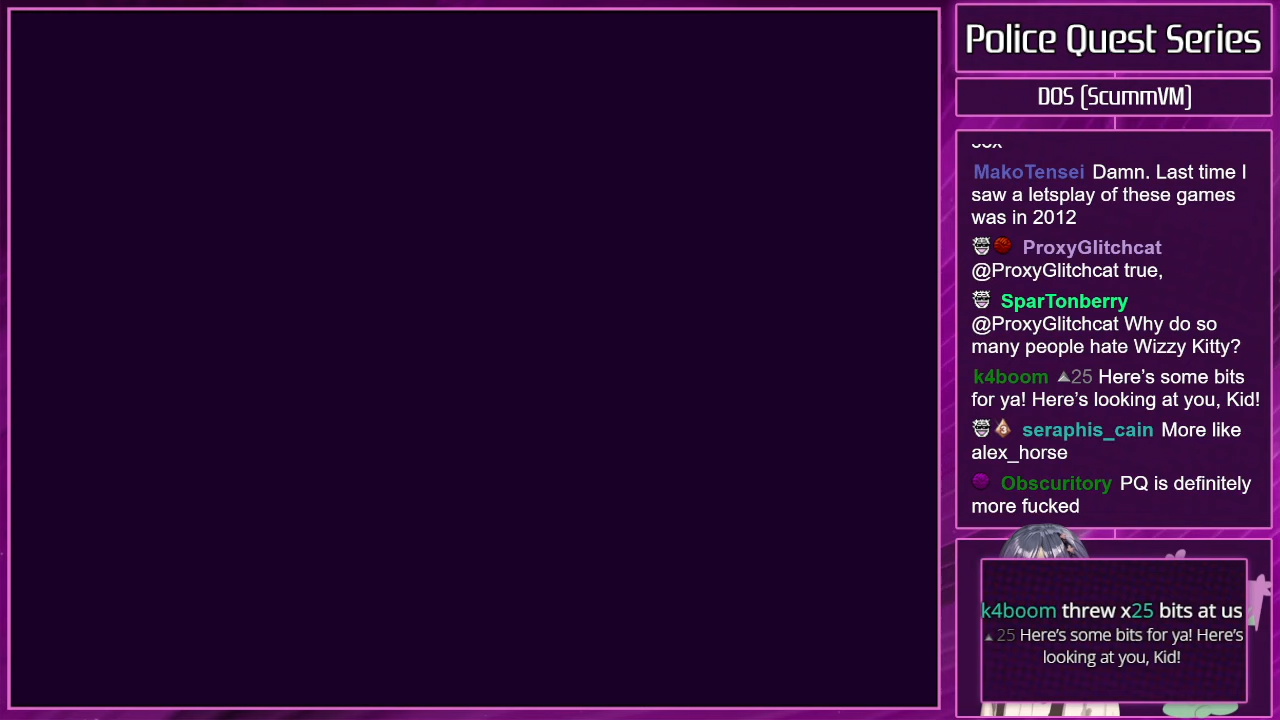 Police Quest Series
DOS [ScummVM]
MakoTensei Damn. Last time I
saw a letsplay of these games
was in 2012
ProxyGlitchcat
@ProxyGlitchcat true,
SparTonberry
@ProxyGlitchcat Why do so
many people hate Wizzy Kitty?
k4boom 25 Here's some bits
for ya! Here's looking at you, Kid!
3 seraphis_cain More like
alex_horse
Obscuritory PQ is definitely
more fucked
k4boom threw x25 bits at us
25 Here's some bits for ya! Here's
looking at you, Kid!